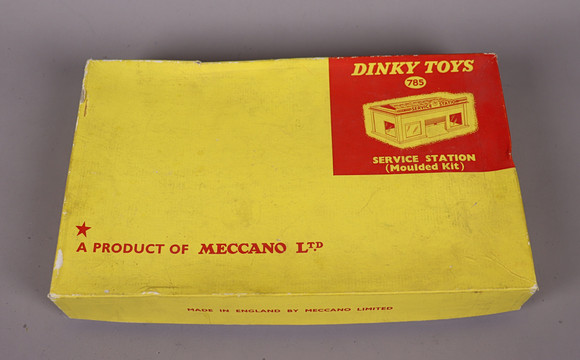 DINKY TOYS
785
SERVICE STATION
SERVICE STATION
(Moulded Kit)
A PRODUCT OF MECCANO LTD
MADE IN ENGLAND BY MECCANO LIMITED